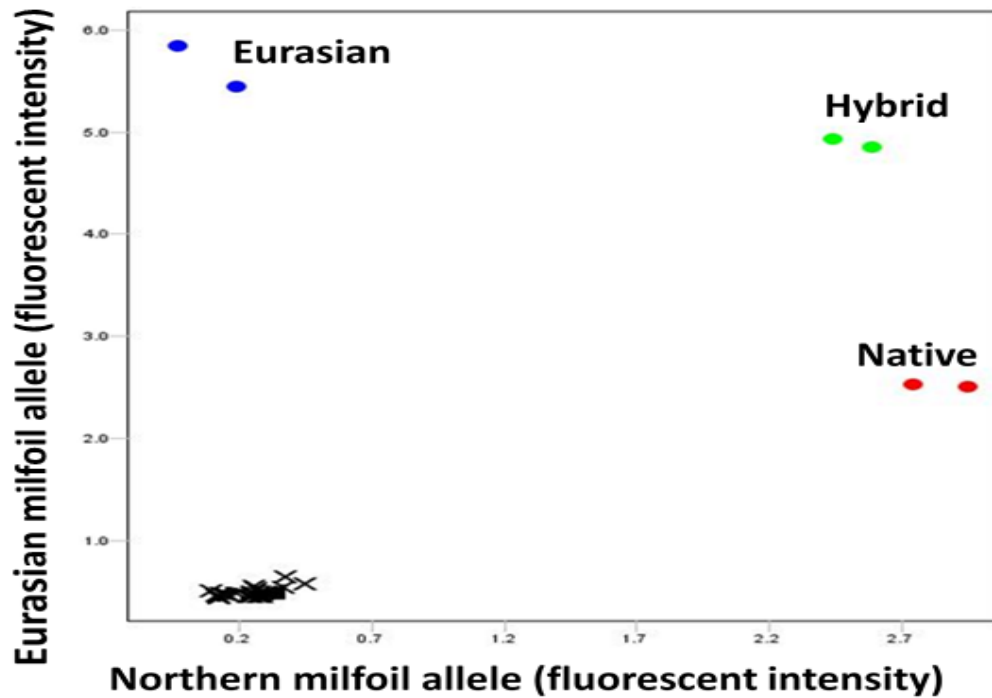 Eurasian milfoil allele (fluorescent intensity)
6.0
5.0
4.0
3.0
2.0
1.0
Eurasian
Hybrid
Native
0.2 0.7 1.2 1.7 2.2 2.7
Northern milfoil allele (fluorescent intensity)